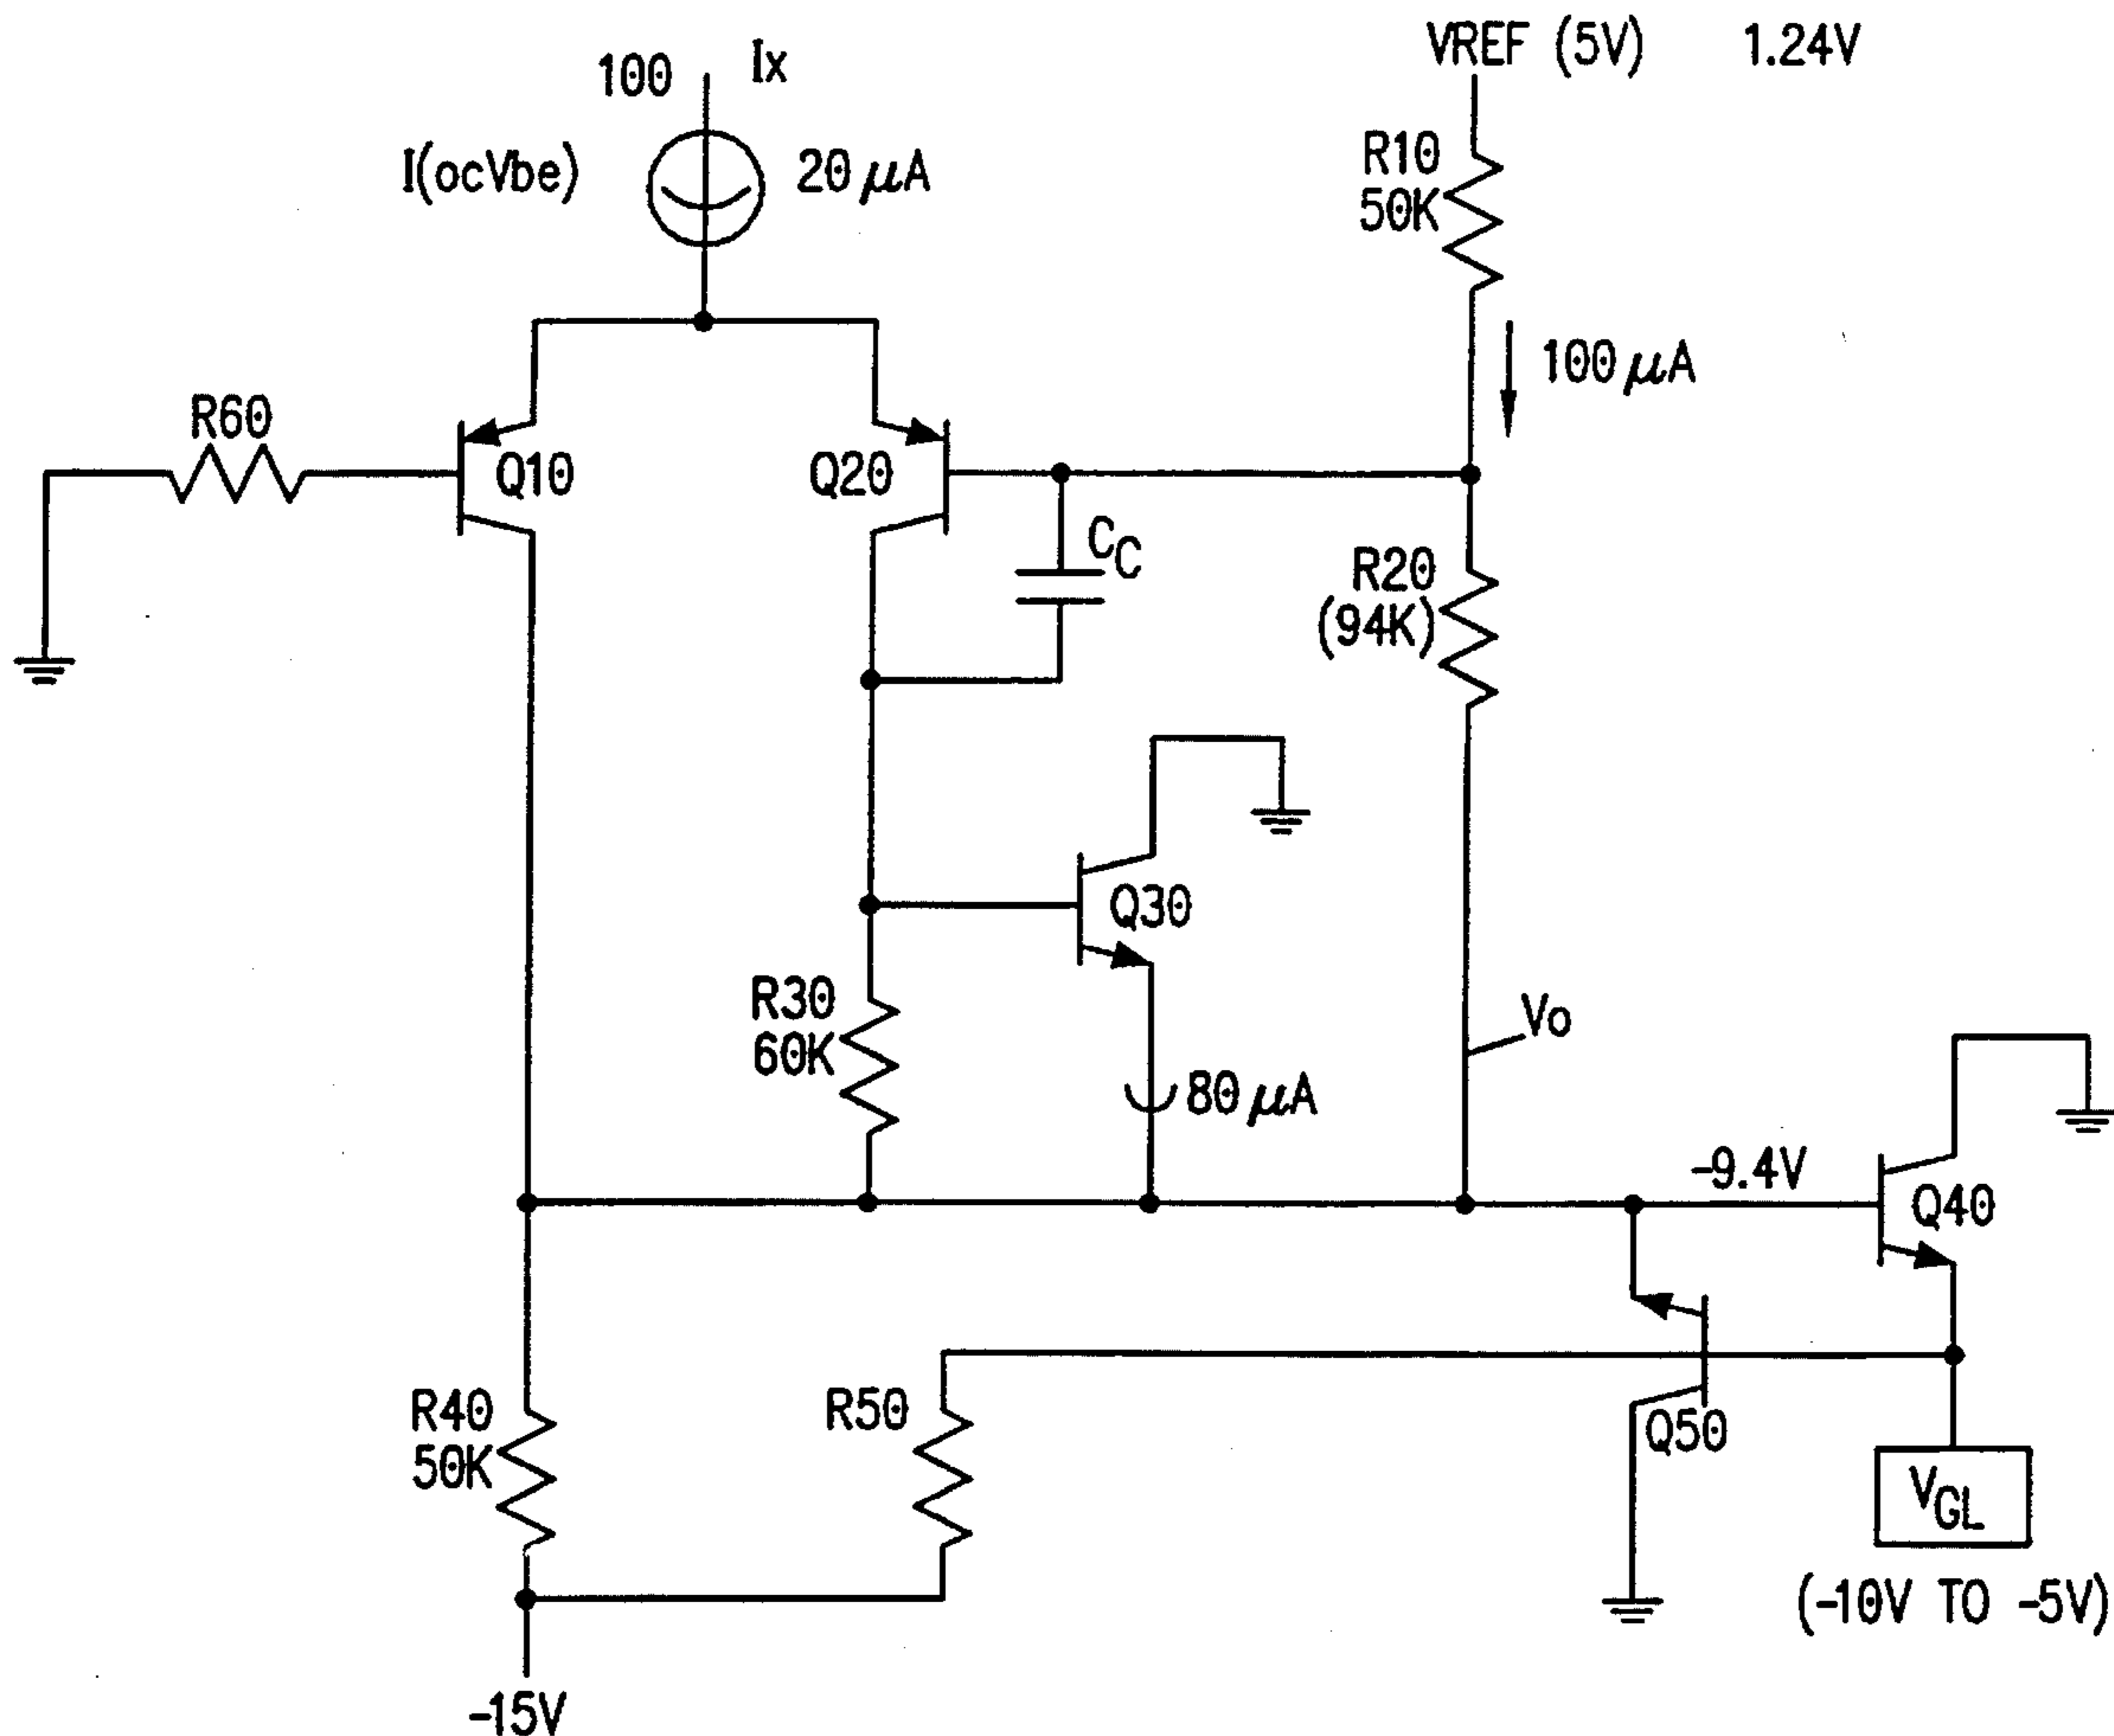 100 Ix
VREF (5V) 1.24V
I(ocVbe)
20 μA
R10
50K
100 μA
R60
Q10
Q20
CC
R20
(94K)
Q30
R30
60K
Vo
80 μA
-9.4V
Q40
R40
50K
R50
Q50
VGL
(-10V TO -5V)
-15V